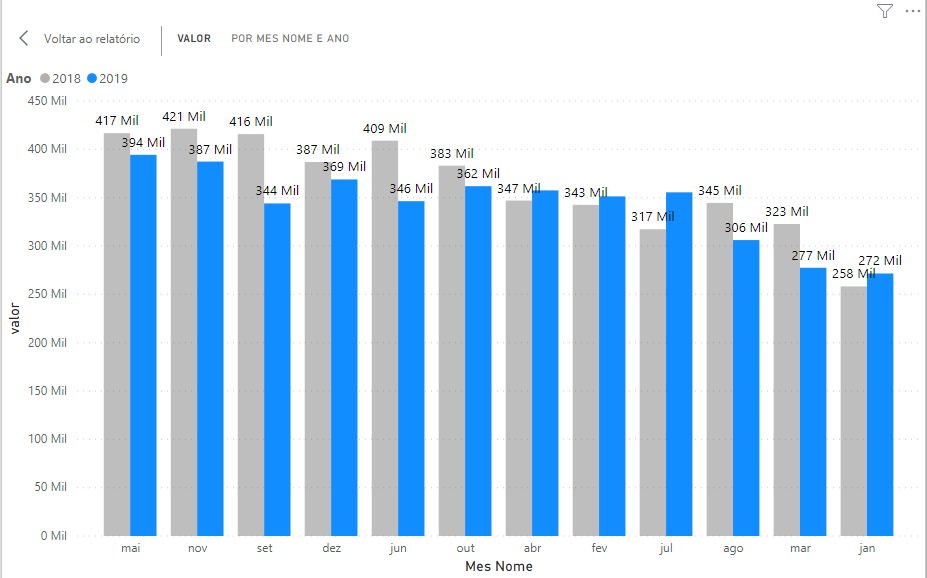 Voltar ao relatório
VALOR
POR MES NOME E ANO
Ano 2018 2019
450 Mil
400 Mil
350 Mil
300 Mil
250 Mil
200 Mil
150 Mil
100 Mil
50 Mil
0 Mil
valor
417 Mil
394 Mil
421 Mil
387 Mil
416 Mil
344 Mil
387 Mil
369 Mil
409 Mil
346 Mil
383 Mil
362 Mil
347 Mil
343 Mil
317 Mil
345 Mil
306 Mil
323 Mil
277 Mil
258 Mil
272 Mil
mai nov set dez jun out abr fev jul ago mar jan
Mes Nome